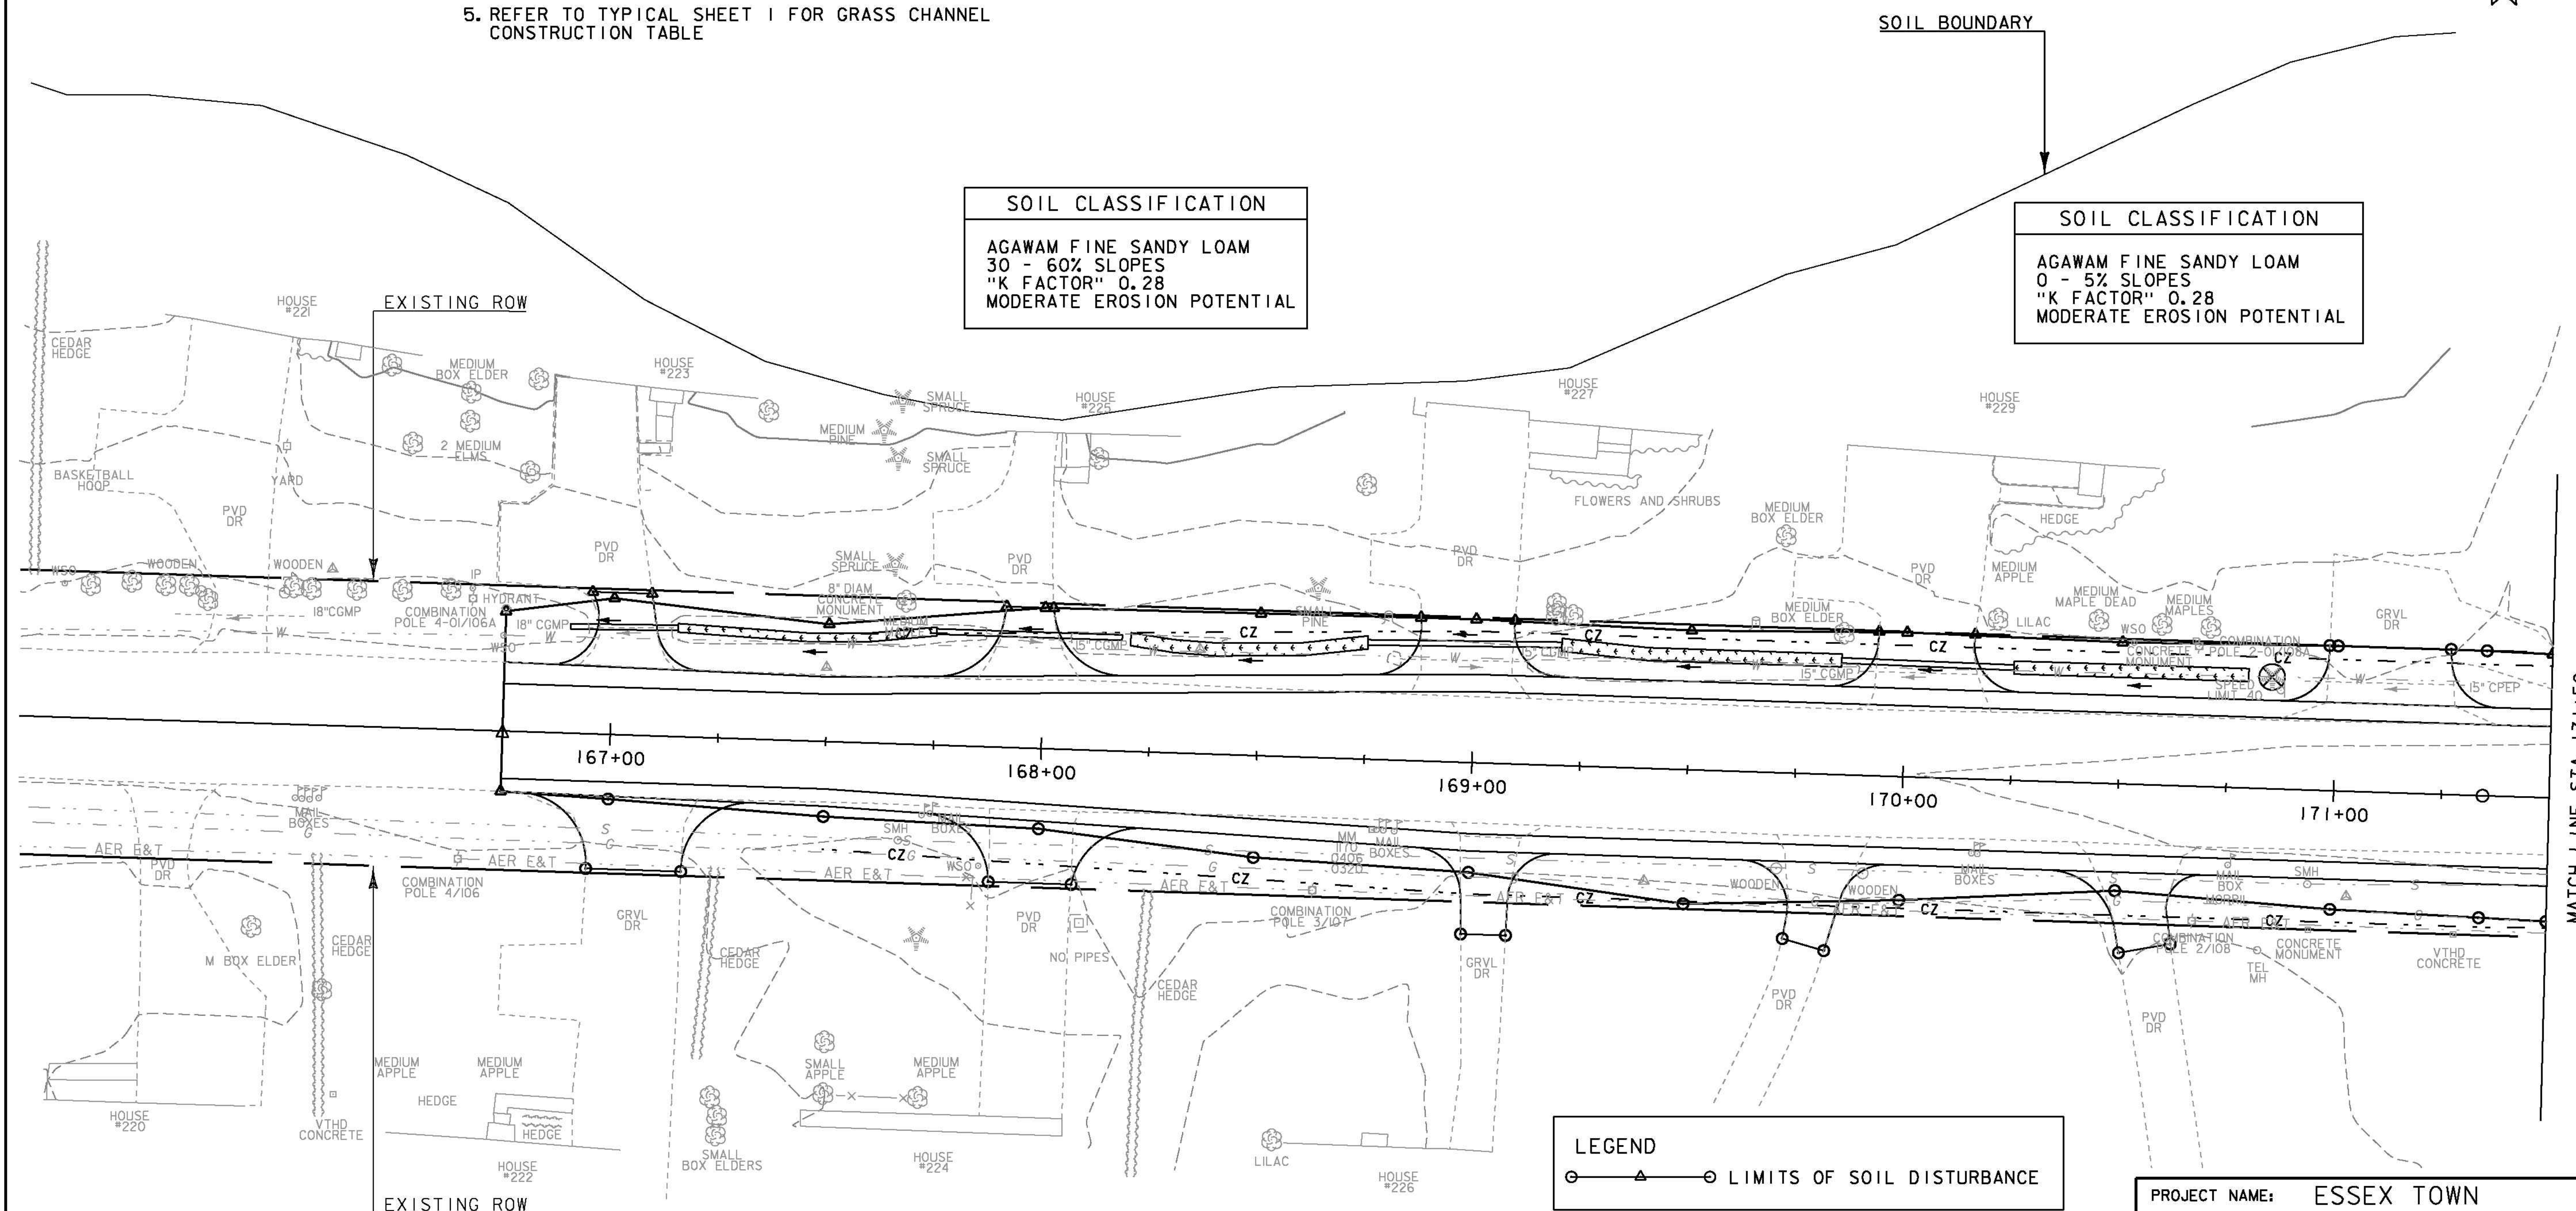 5. REFER TO TYPICAL SHEET 1 FOR GRASS CHANNEL
CONSTRUCTION TABLE
SOIL BOUNDARY
SOIL CLASSIFICATION
AGAWAM FINE SANDY LOAM
30 - 60% SLOPES
"K FACTOR" 0.28
MODERATE EROSION POTENTIAL
SOIL CLASSIFICATION
AGAWAM FINE SANDY LOAM
0 - 5% SLOPES
"K FACTOR" 0.28
MODERATE EROSION POTENTIAL
HOUSE
#221
EXISTING ROW
CEDAR
HEDGE
MEDIUM
BOX ELDER
HOUSE
#223
SMALL
SPRUCE
HOUSE
#225
HOUSE
#227
HOUSE
#229
2 MEDIUM
ELMS
MEDIUM
PINE
SMALL
SPRUCE
BASKETBALL
HOOP
YARD
PVD
DR
FLOWERS AND SHRUBS
MEDIUM
BOX ELDER
HEDGE
PVD
DR
SMALL
SPRUCE
PVD
DR
PVD
DR
PVD
DR
MEDIUM
APPLE
WSO
WOODEN
WOODEN
IP
HYDRANT
18"CGMP
COMBINATION
POLE 4-01/106A
18" CGMP
8" DIAM
CONCRETE
MONUMENT
MEDIUM
SMALL
PINE
MEDIUM
BOX ELDER
MEDIUM
MAPLE DEAD
MEDIUM
MAPLES
LILAC
WSO
GRVL
DR
W
WSO
W
CZ
15" CGMP
W
CZ
W
CZ
15" CGMP
W
CZ
CONCRETE
MONUMENT
COMBINATION
POLE 2-01/108A
CZ
W
SPEED
LIMIT 40
W
15" CPEP
167+00
168+00
169+00
170+00
171+00
MAIL
BOXES
G
S
G
SMH
MAIL
BOXES
CZ
G
WSO
S
G
MM
1170
0406
0320
MAIL
BOXES
S
WOODEN
S
WOODEN
MAIL
BOXES
S
MAIL
BOX
SMH
S
AER E&T
PVD
DR
AER E&T
AER E&T
CZ
AER E&T
AER E&T
CZ
AER E&T
CZ
AER E&T
CZ
G
COMBINATION
POLE 4/106
GRVL
DR
PVD
DR
COMBINATION
POLE 3/107
COMBINATION
POLE 2/108
CONCRETE
MONUMENT
VTHD
CONCRETE
TEL
MH
M BOX ELDER
CEDAR
HEDGE
CEDAR
HEDGE
NO PIPES
CEDAR
HEDGE
GRVL
DR
PVD
DR
PVD
DR
MEDIUM
APPLE
MEDIUM
APPLE
SMALL
APPLE
MEDIUM
APPLE
HEDGE
HEDGE
HOUSE
#220
VTHD
CONCRETE
HOUSE
#222
SMALL
BOX ELDERS
HOUSE
#224
LILAC
HOUSE
#226
EXISTING ROW
LEGEND
LIMITS OF SOIL DISTURBANCE
PROJECT NAME: ESSEX TOWN